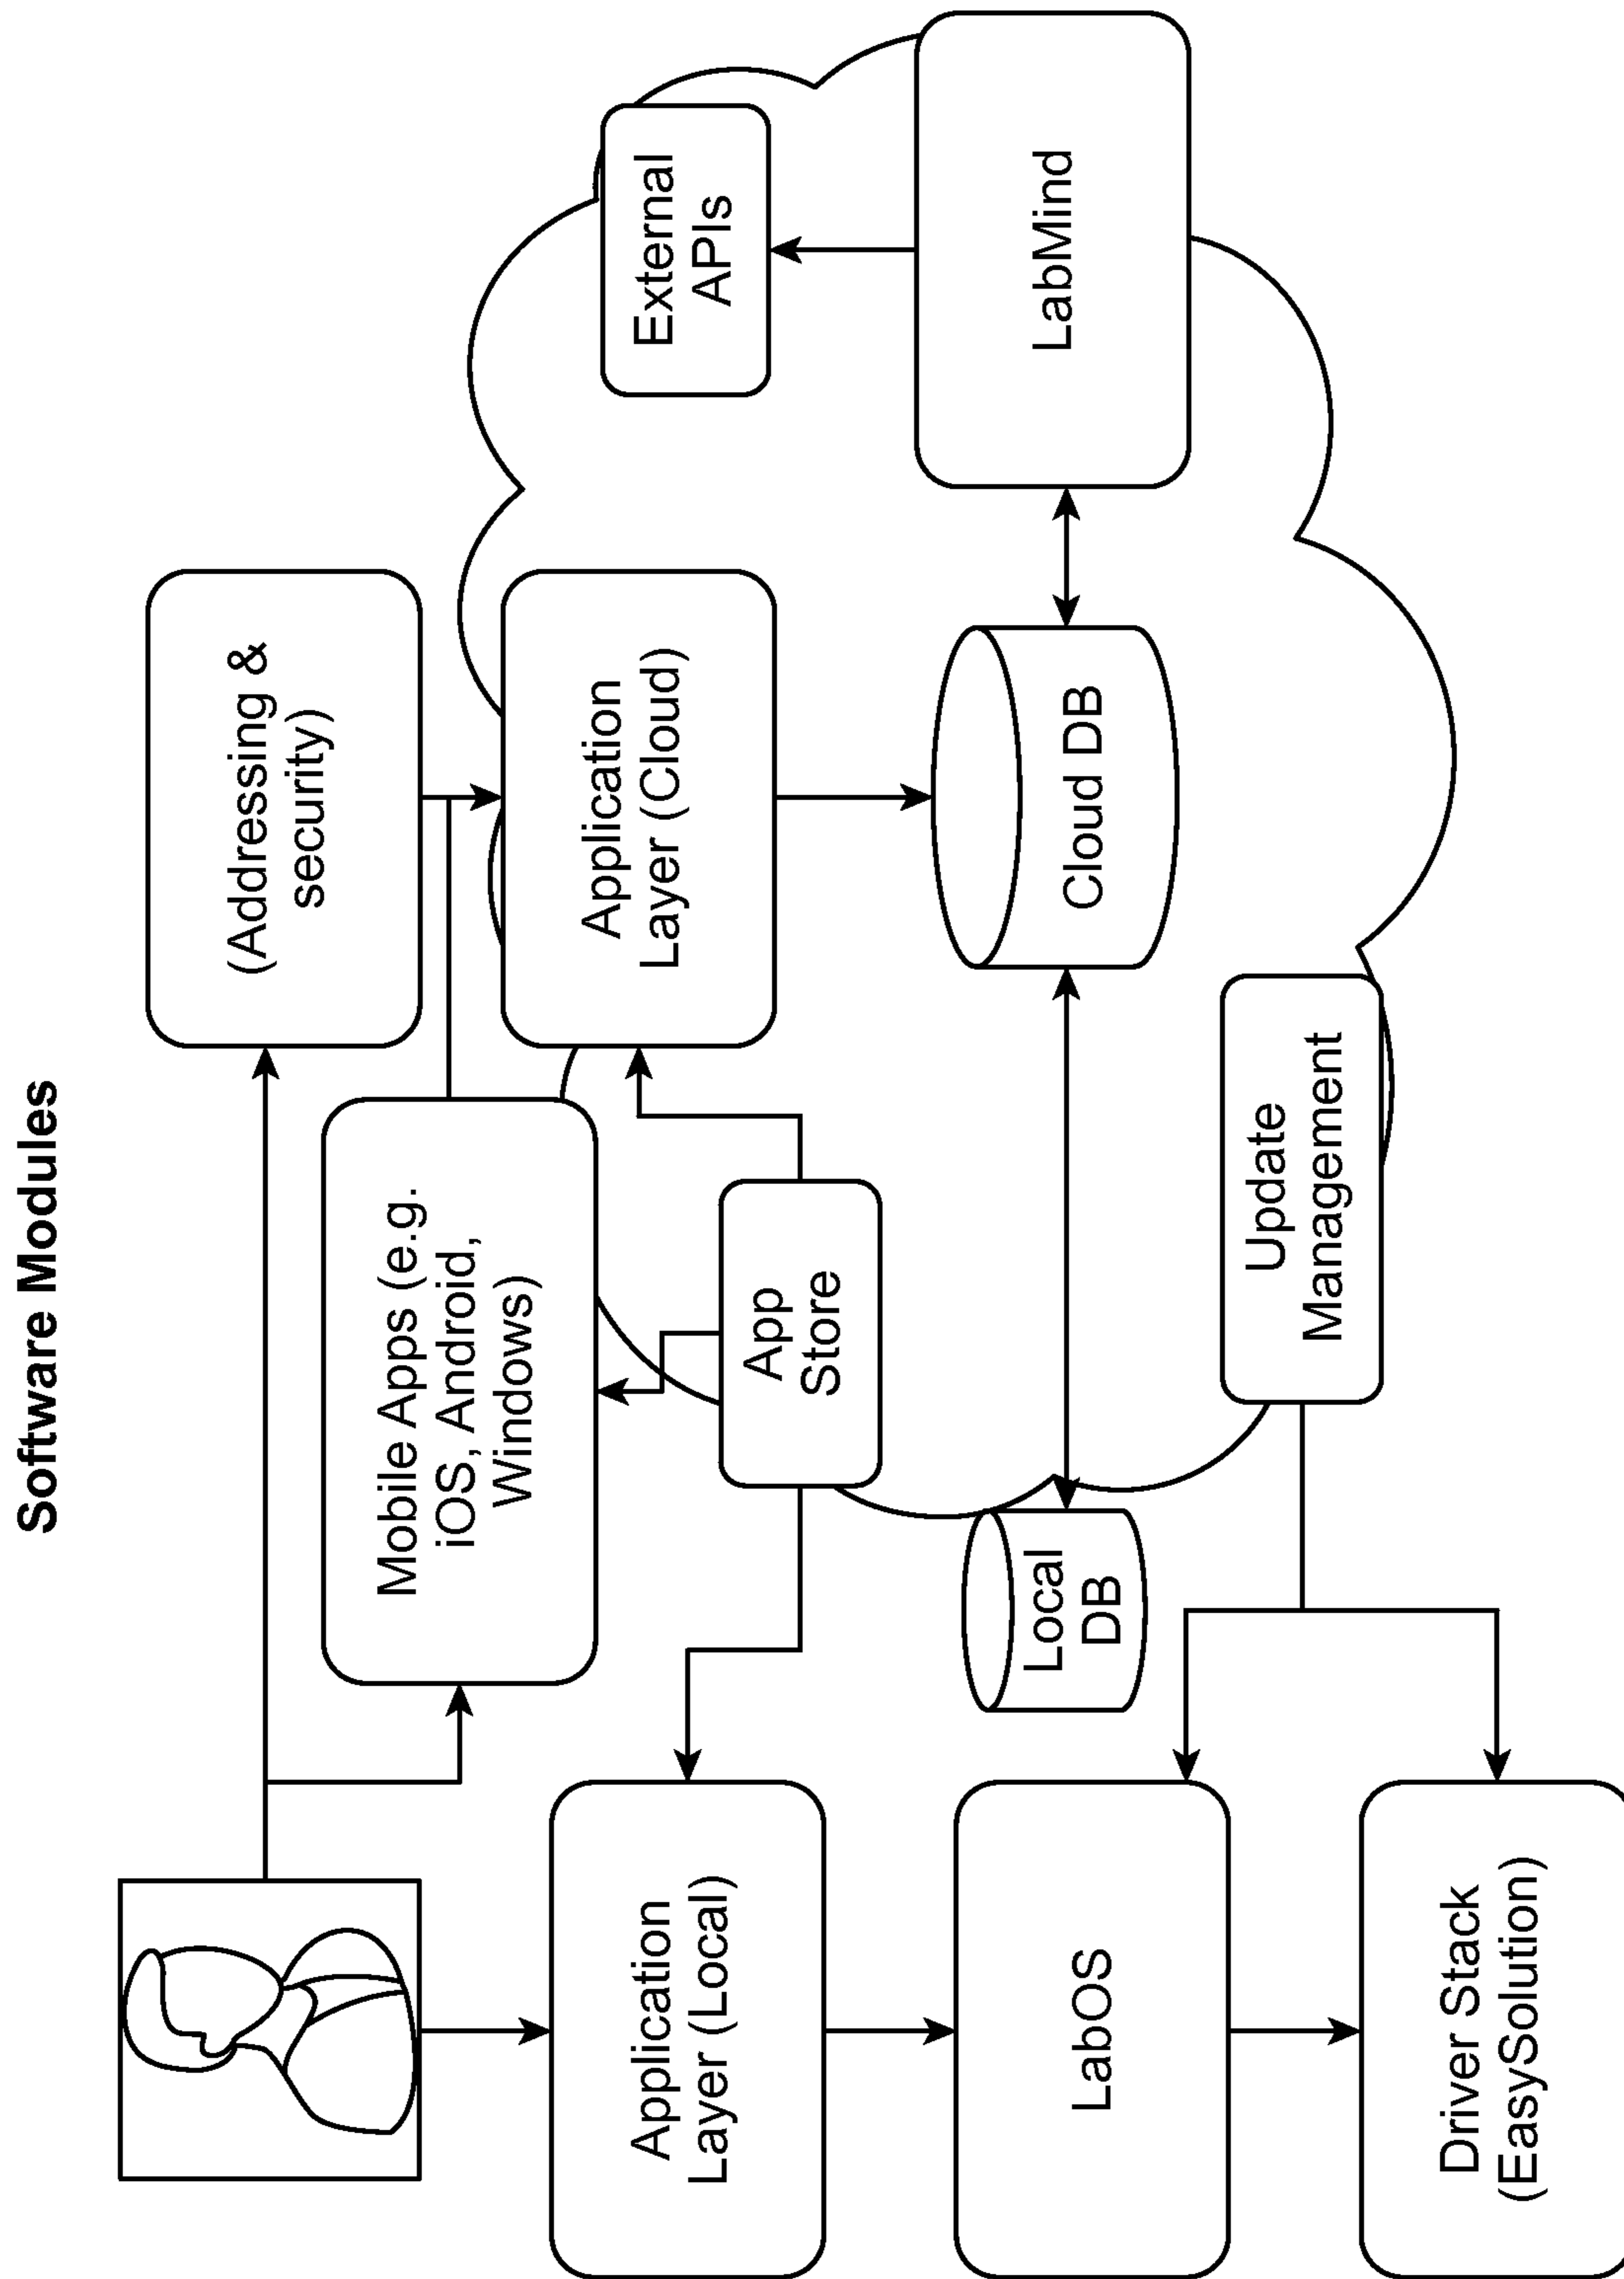 Software Modules
(Addressing &
security)
Mobile Apps (e.g.
iOS, Android,
Windows)
Application
Layer (Local)
App
Store
Application
Layer (Cloud)
External
APIs
LabOS
Local
DB
Cloud DB
LabMind
Driver Stack
(EasySolution)
Update
Management